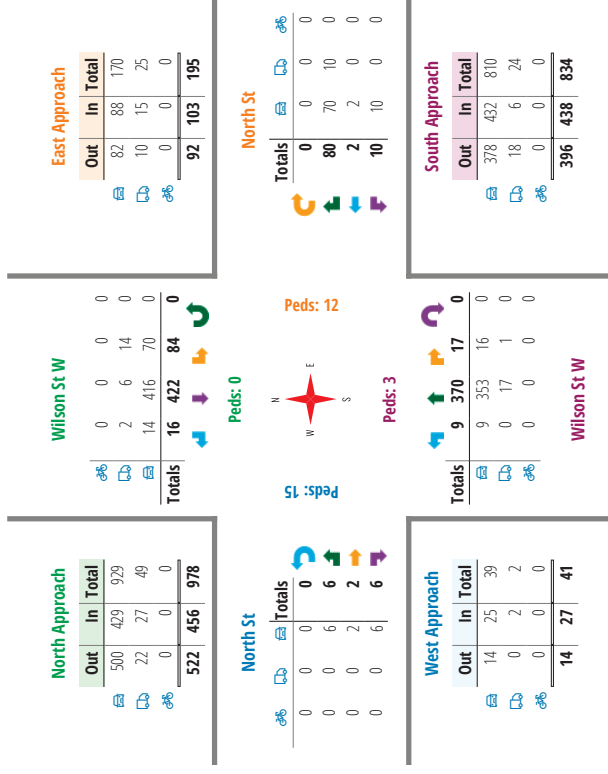 North Approach
Out In Total
500 429 929
22 27 49
0 0 0
522 456 978
Wilson St W
0 0 0 0
2 6 14 0
14 416 70 0
Totals 16 422 84 0
East Approach
Out In Total
82 88 170
10 15 25
0 0 0
92 103 195
North St
Totals
0 0 0 0
0 0 6 6
0 0 2 2
0 0 6 6
Peds: 15
Peds: 0
N
W E
S
Peds: 3
Peds: 12
North St
Totals
0 0 0 0
80 70 10 0
2 2 0 0
10 10 0 0
West Approach
Out In Total
14 25 39
0 2 2
0 0 0
14 27 41
Totals 9 370 17 0
9 353 16 0
0 17 1 0
0 0 0 0
Wilson St W
South Approach
Out In Total
378 432 810
18 6 24
0 0 0
396 438 834